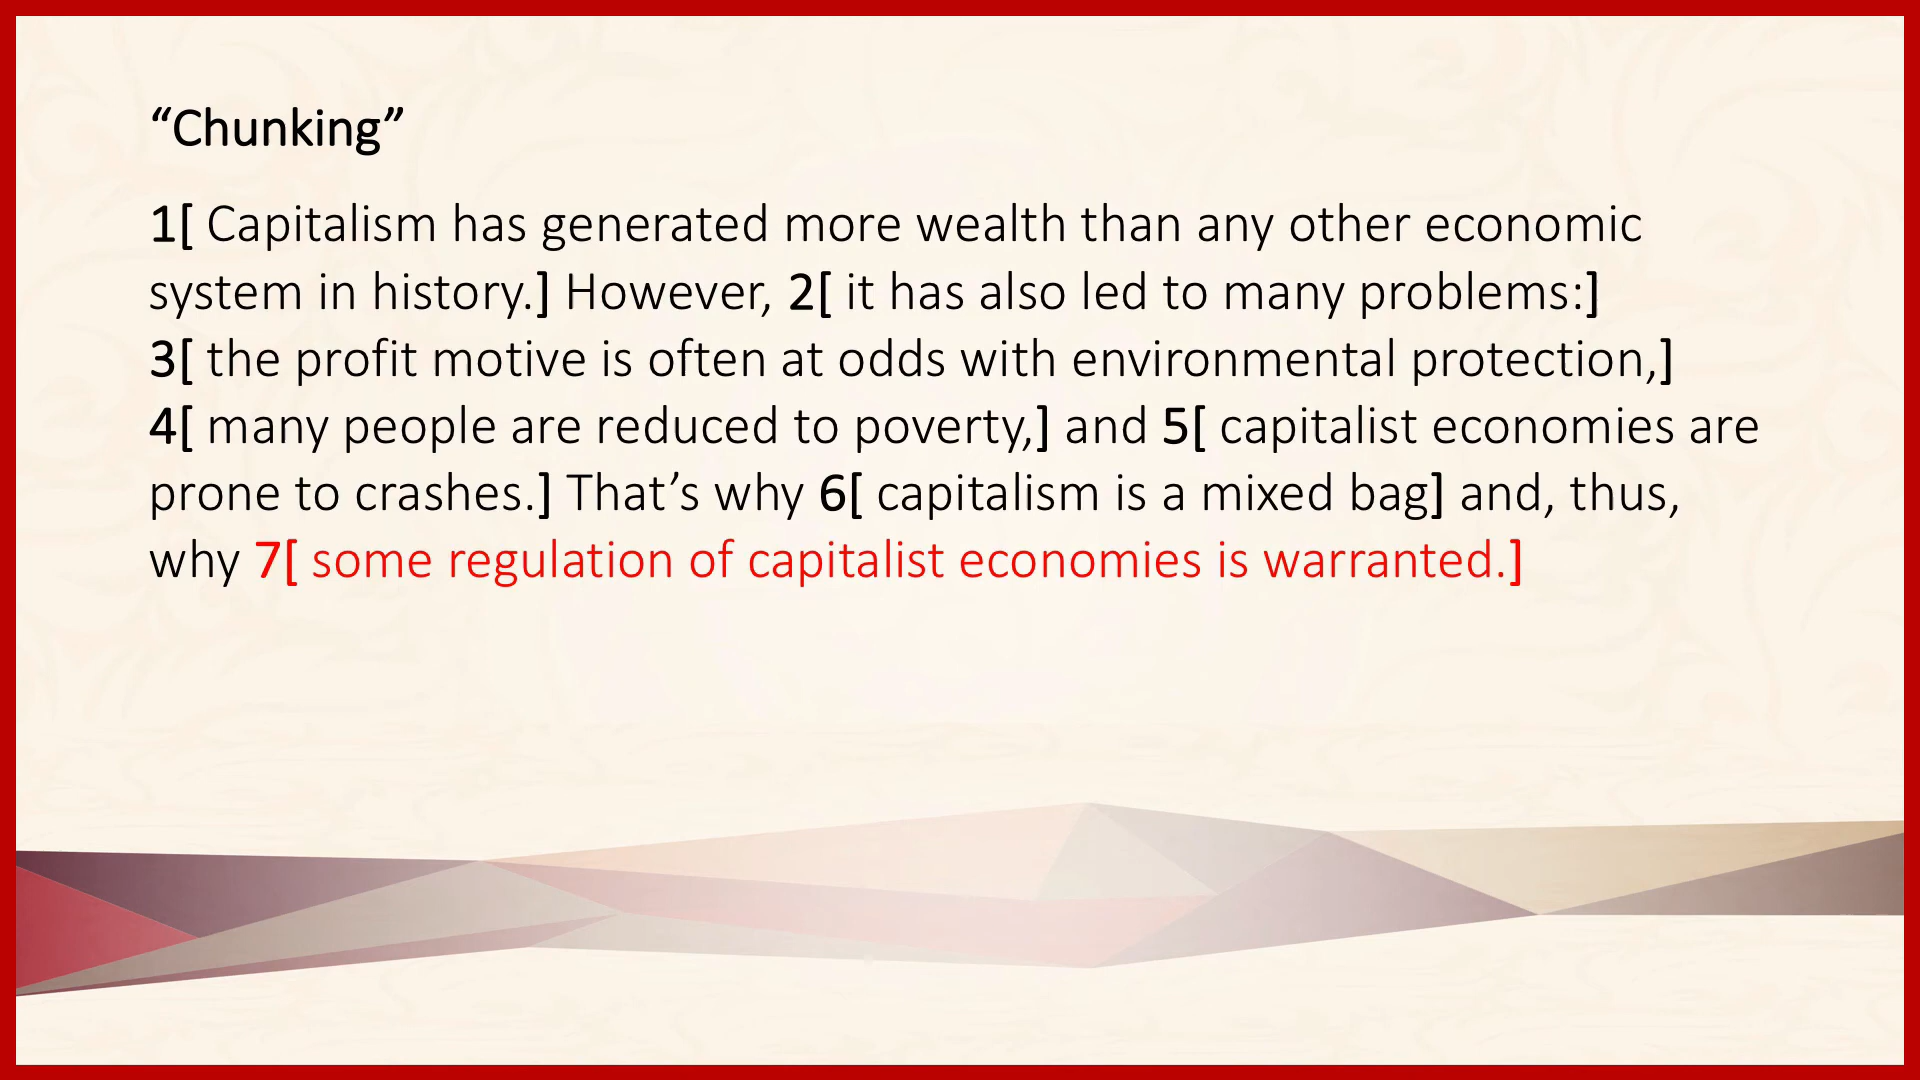 “Chunking”
1[ Capitalism has generated more wealth than any other economic
system in history.] However, 2[ it has also led to many problems:]
3[ the profit motive is often at odds with environmental protection,]
4[ many people are reduced to poverty,] and 5[ capitalist economies are
prone to crashes.] That’s why 6[ capitalism is a mixed bag] and, thus,
why 7[ some regulation of capitalist economies is warranted.]